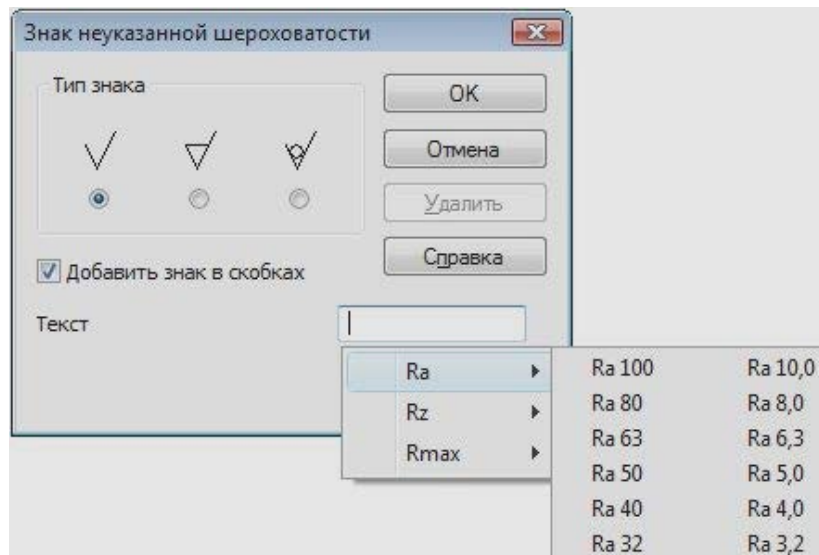 Знак неуказанной шероховатости
Тип знака
OK
Отмена
Удалить
Справка
Добавить знак в скобках
Текст
Ra
Rz
Rmax
Ra 100 Ra 10,0
Ra 80 Ra 8,0
Ra 63 Ra 6,3
Ra 50 Ra 5,0
Ra 40 Ra 4,0
Ra 32 Ra 3,2